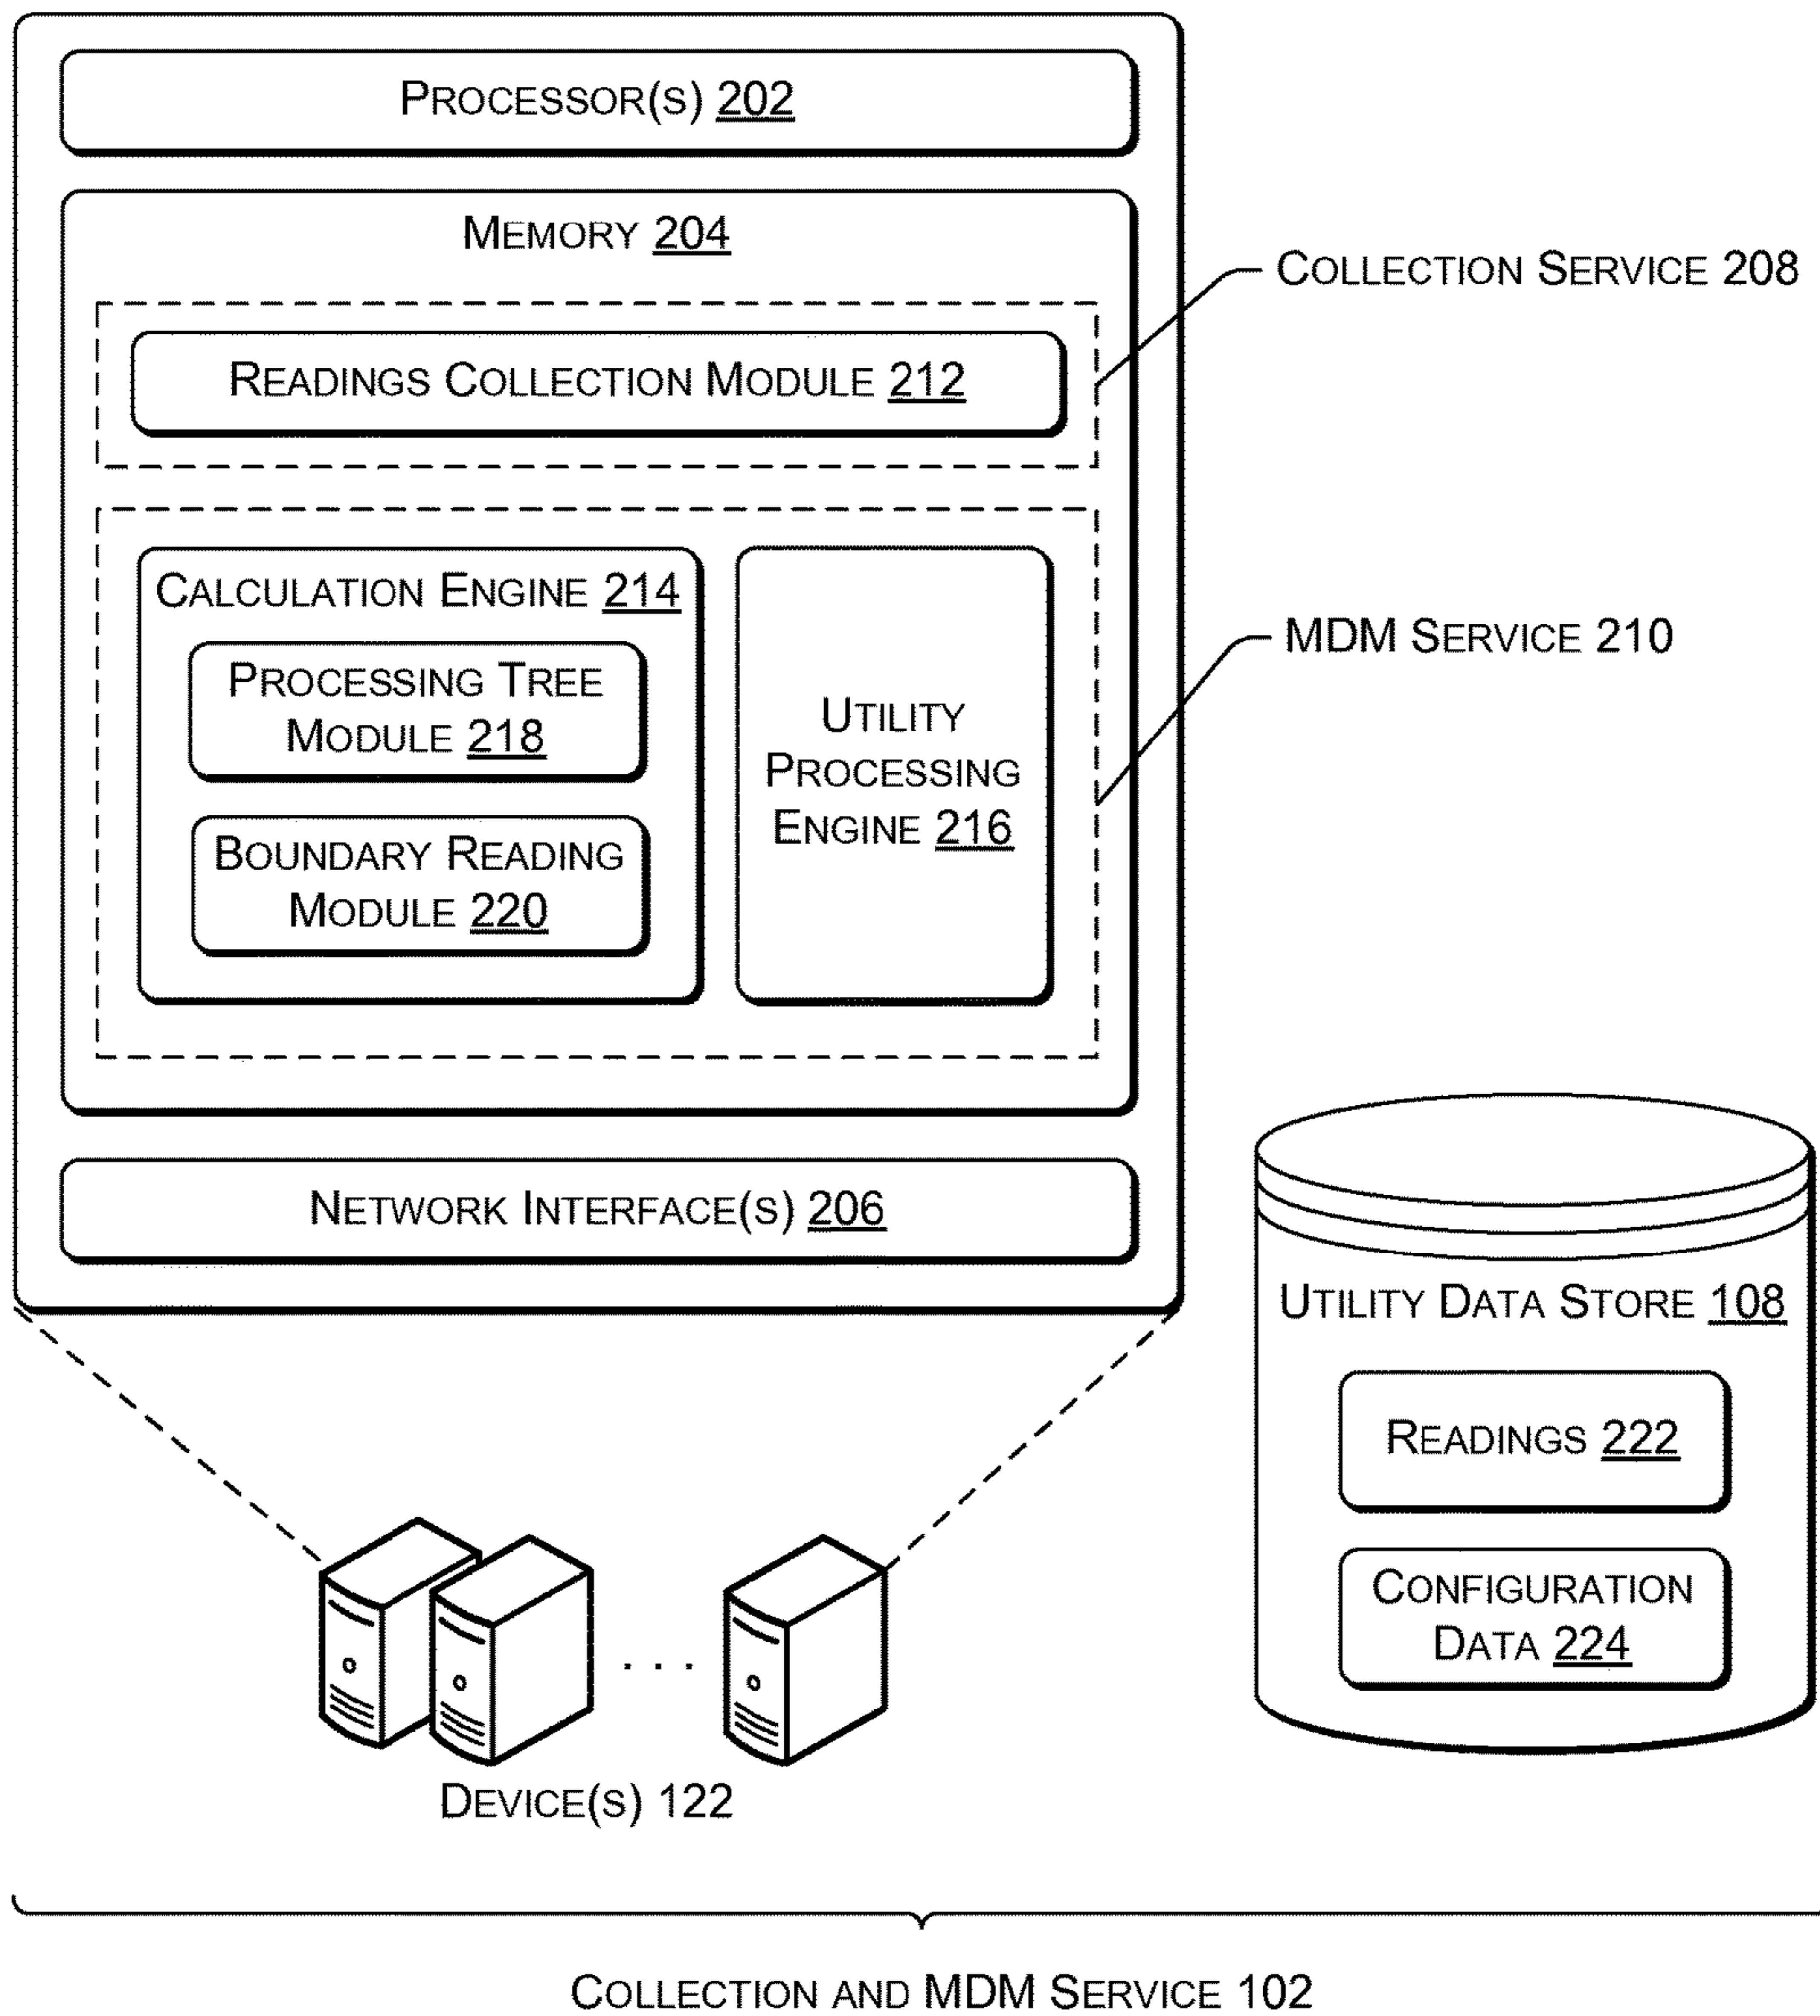 PROCESSOR(S) 202
MEMORY 204
COLLECTION SERVICE 208
READINGS COLLECTION MODULE 212
CALCULATION ENGINE 214
PROCESSING TREE
MODULE 218
BOUNDARY READING
MODULE 220
UTILITY
PROCESSING
ENGINE 216
MDM SERVICE 210
NETWORK INTERFACE(S) 206
UTILITY DATA STORE 108
READINGS 222
CONFIGURATION
DATA 224
. . .
DEVICE(S) 122
COLLECTION AND MDM SERVICE 102